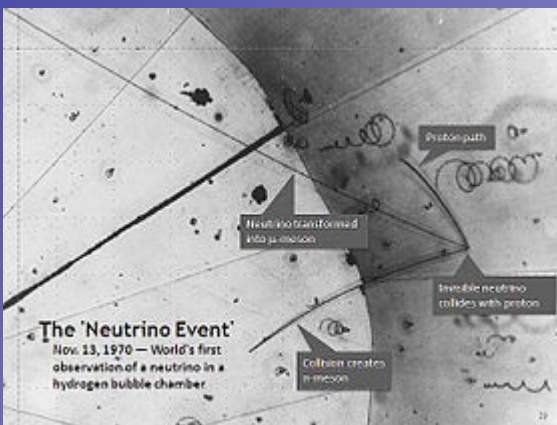 Proton path
Neutrino transformed
into μ-meson
Invisible neutrino
collides with proton
The 'Neutrino Event'
Nov. 13, 1970 — World's first
observation of a neutrino in a
hydrogen bubble chamber
Collision creates
π-meson